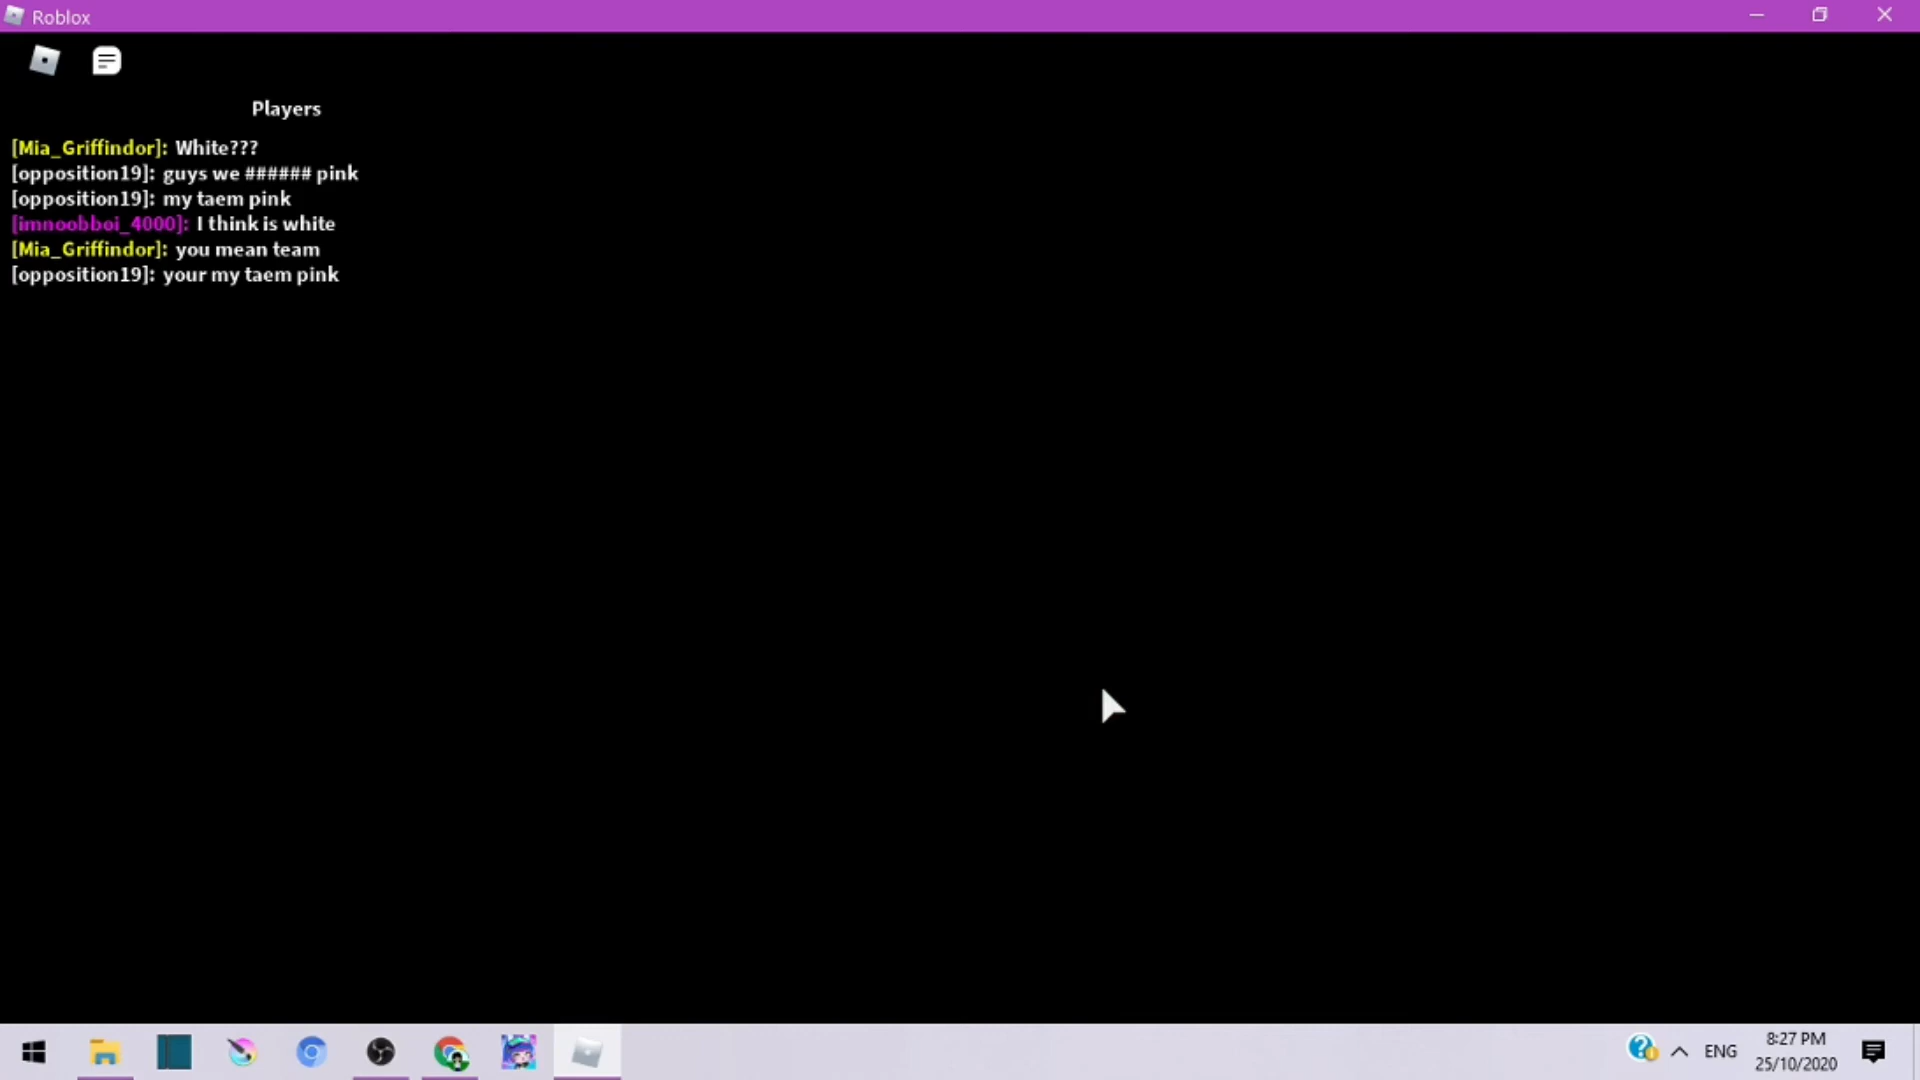 Roblox
Players
[Mia_Griffindor]: White???
[opposition19]: guys we ###### pink
[opposition19]: my taem pink
[imnoobboi_4000]: I think is white
[Mia_Griffindor]: you mean team
[opposition19]: your my taem pink
ENG
8:27 PM
25/10/2020